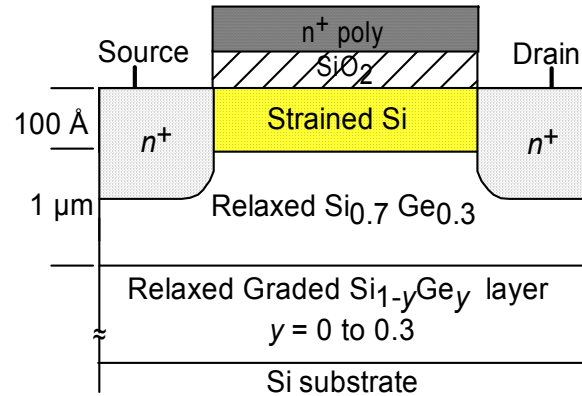 n⁺ poly
Source
SiO₂
Drain
100 Å
Strained Si
n⁺
n⁺
1 µm
Relaxed Si₀.₇ Ge₀.₃
Relaxed Graded Si₁₋yGey layer
y = 0 to 0.3
≈
Si substrate